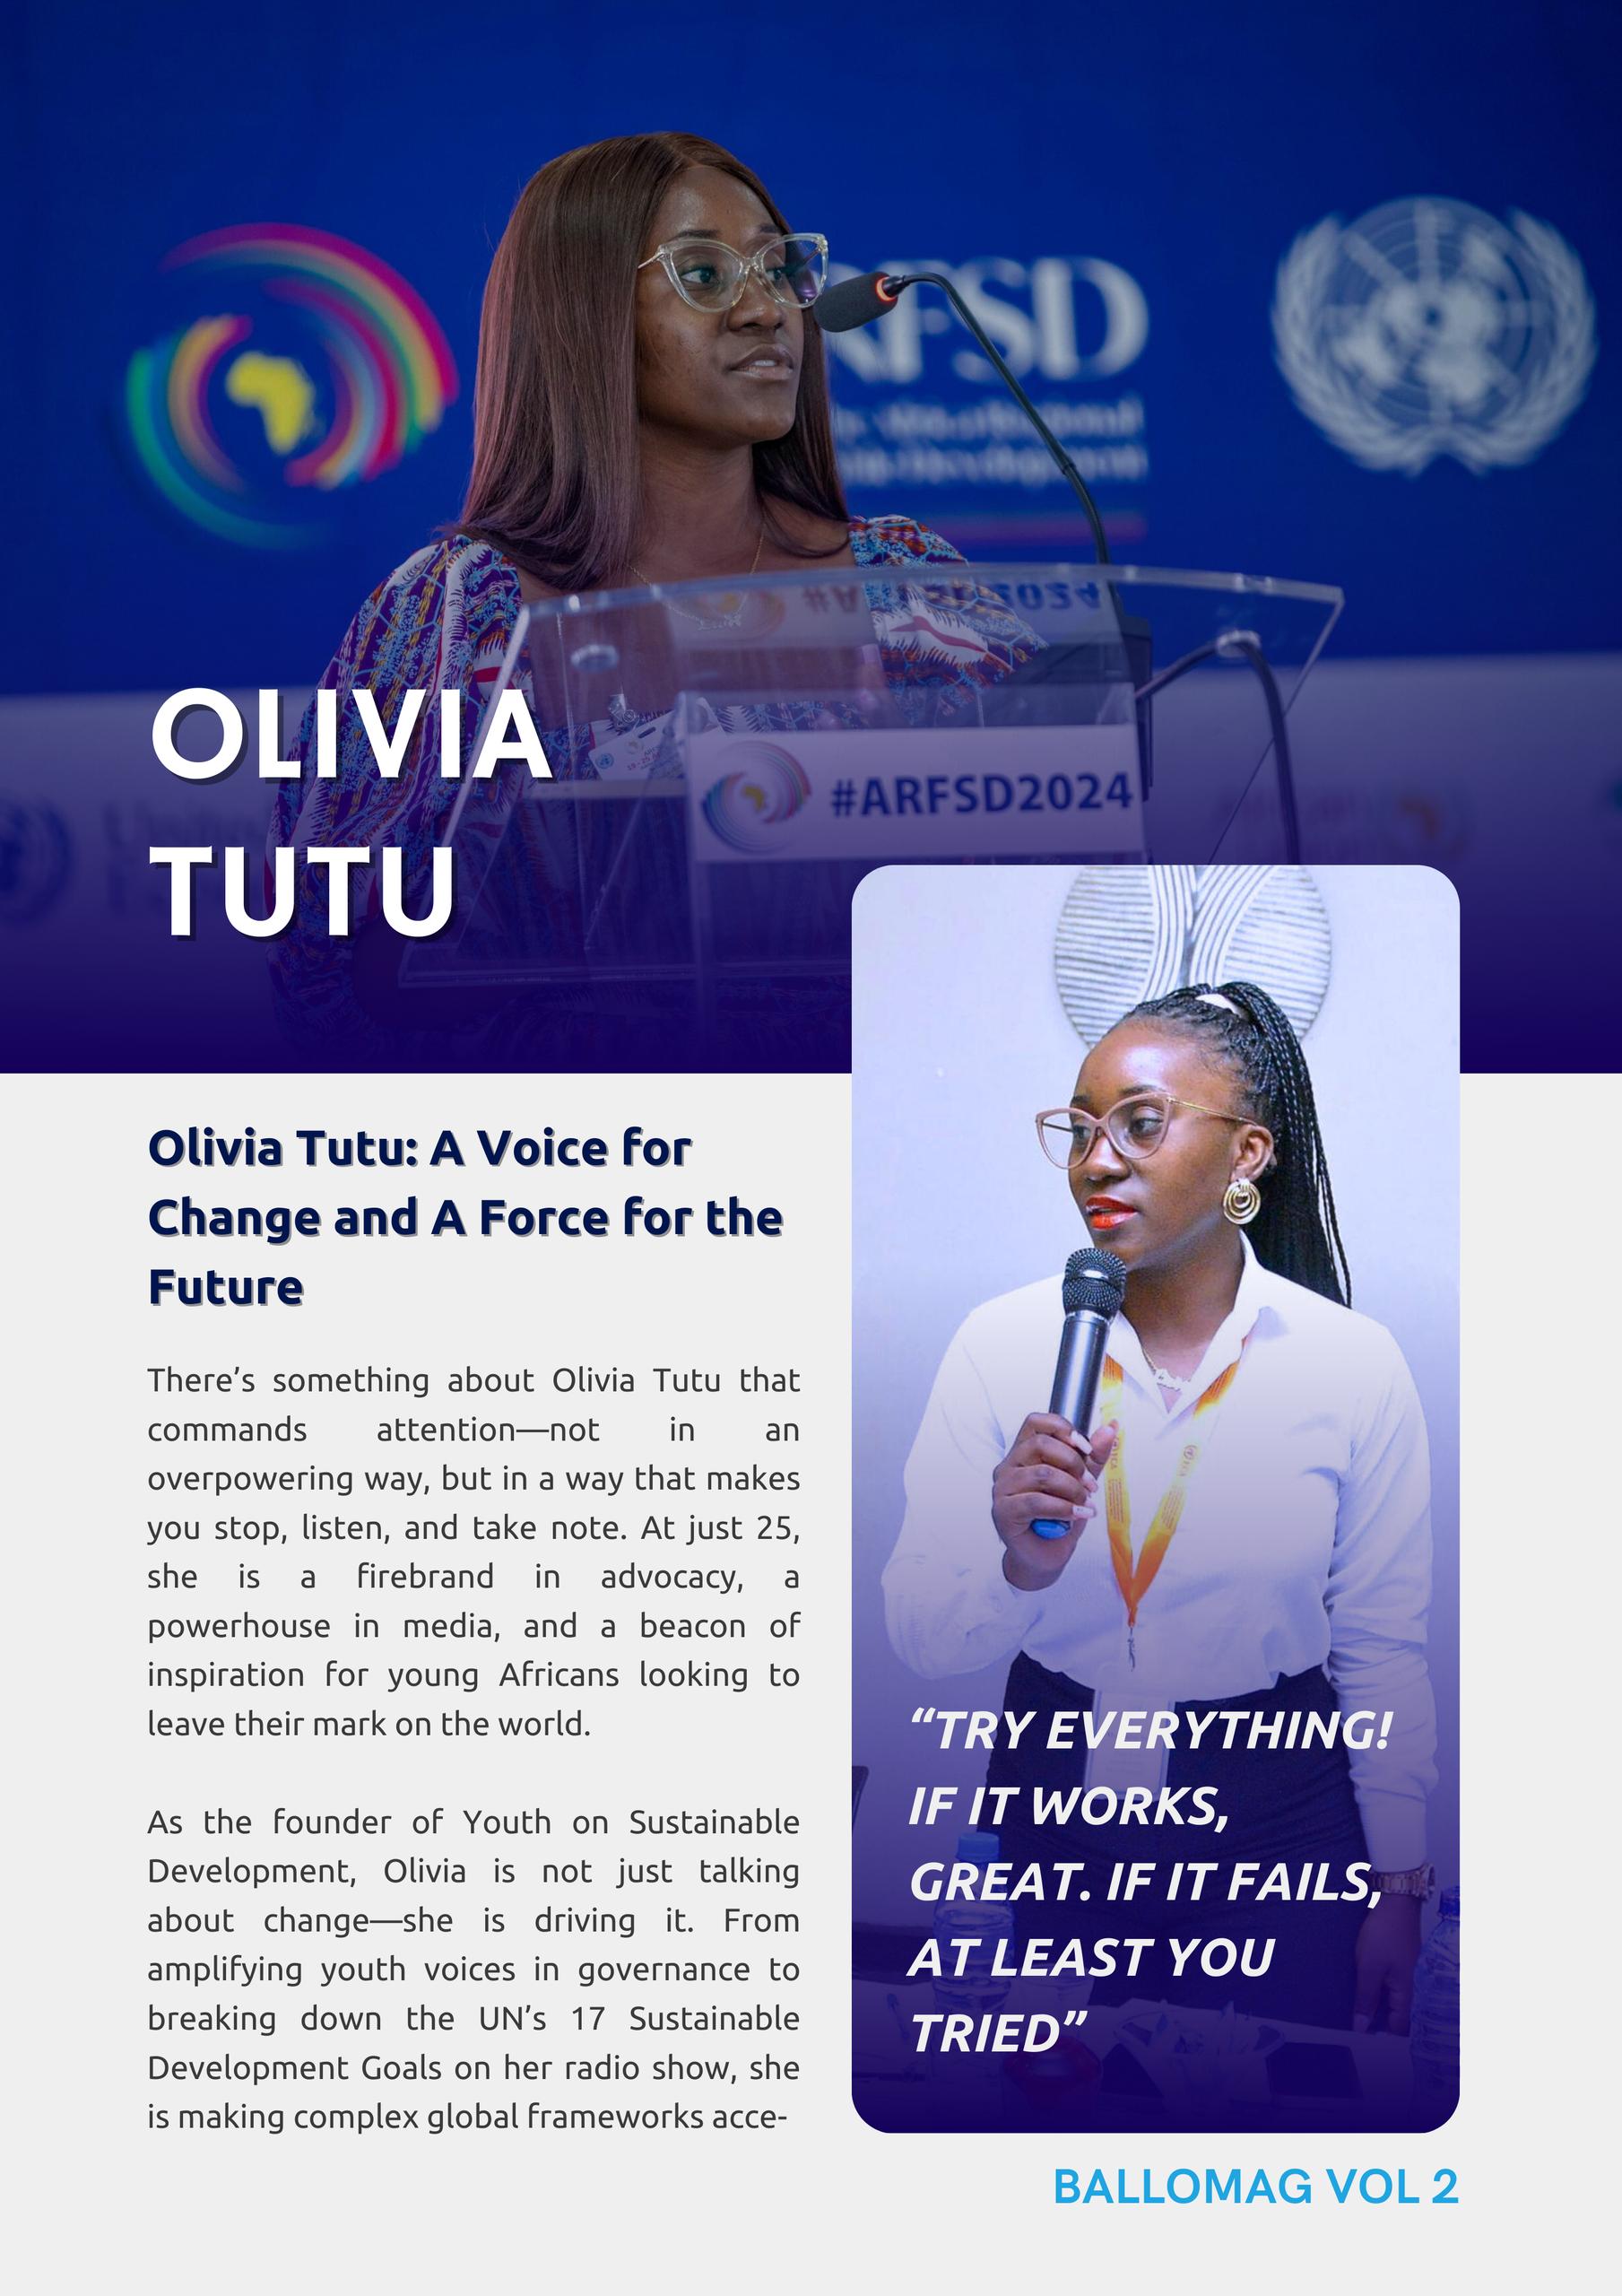 RFSD
#ARFSD2024
#ARFSD2024
OLIVIA
TUTU
Olivia Tutu: A Voice for
Change and A Force for the
Future
There’s something about Olivia Tutu that
commands attention—not in an
overpowering way, but in a way that makes
you stop, listen, and take note. At just 25,
she is a firebrand in advocacy, a
powerhouse in media, and a beacon of
inspiration for young Africans looking to
leave their mark on the world.
As the founder of Youth on Sustainable
Development, Olivia is not just talking
about change—she is driving it. From
amplifying youth voices in governance to
breaking down the UN’s 17 Sustainable
Development Goals on her radio show, she
is making complex global frameworks acce-
“TRY EVERYTHING!
IF IT WORKS,
GREAT. IF IT FAILS,
AT LEAST YOU
TRIED”
BALLOMAG VOL 2